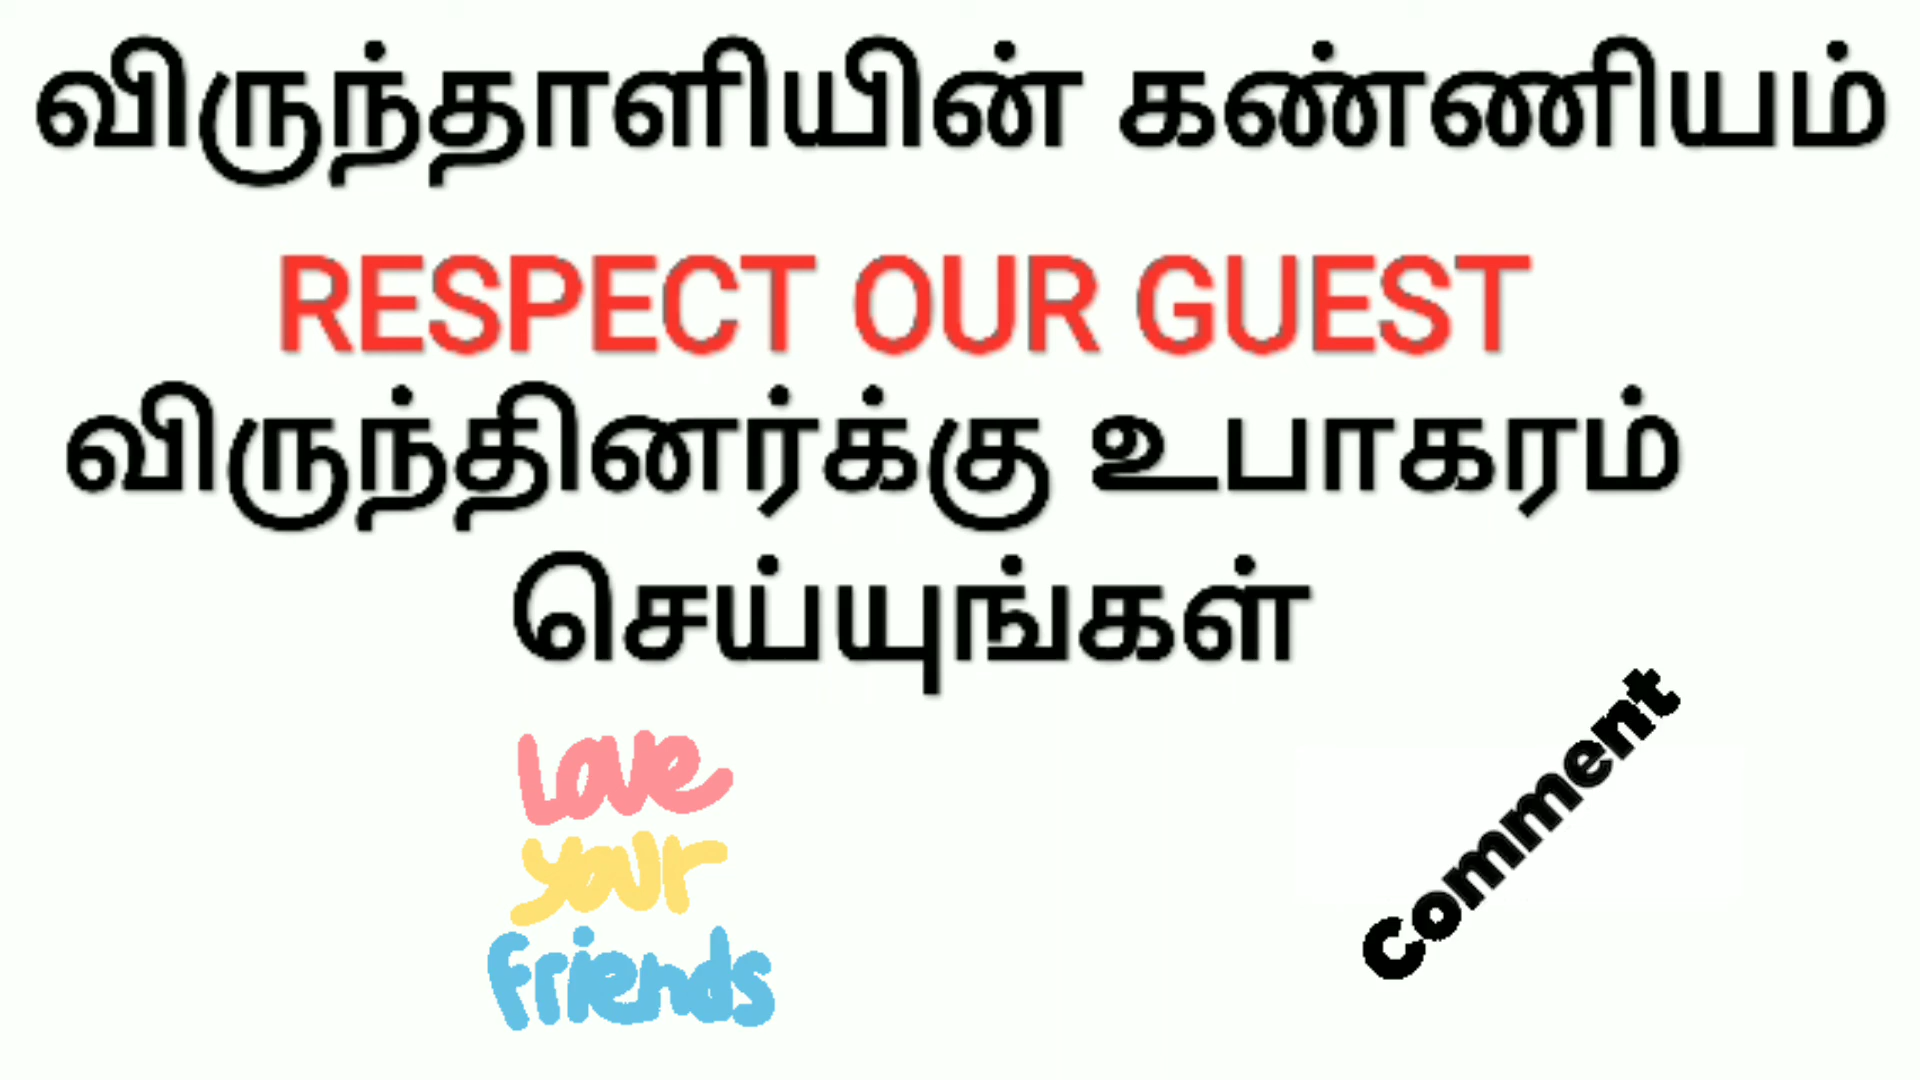 விருந்தாளியின் கண்ணியம்
RESPECT OUR GUEST
விருந்தினர்க்கு உபாகரம்
செய்யுங்கள்
Love
your
friends
Comment